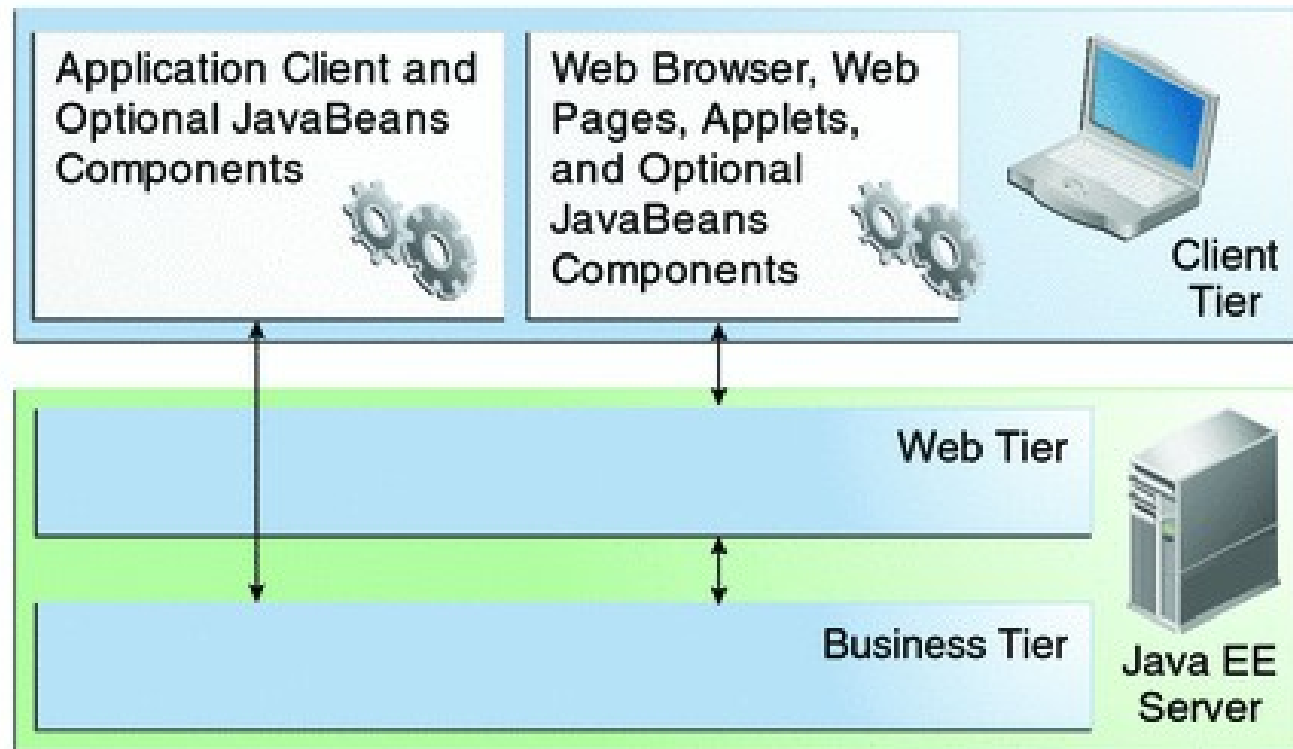 Application Client and
Optional JavaBeans
Components
Web Browser, Web
Pages, Applets,
and Optional
JavaBeans
Components
Client
Tier
Web Tier
Business Tier
Java EE
Server